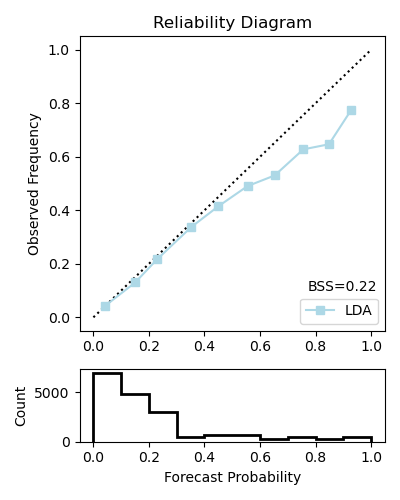 Reliability Diagram
1.0
0.8
0.6
0.4
0.2
0.0
Observed Frequency
BSS=0.22
LDA
0.0 0.2 0.4 0.6 0.8 1.0
5000
0
Count
0.0 0.2 0.4 0.6 0.8 1.0
Forecast Probability